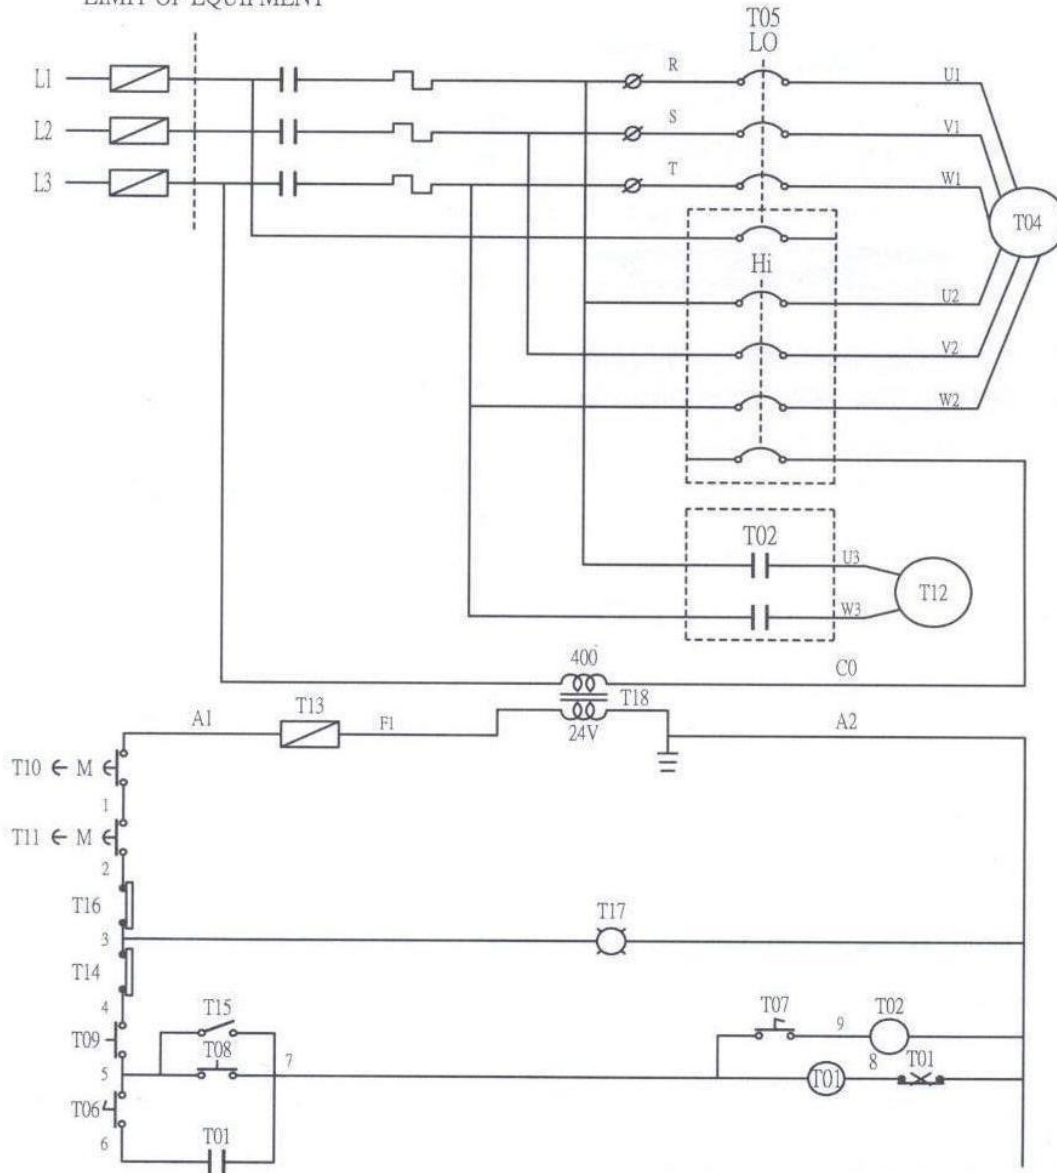 LIMIT OF EQUIPMENT
T05
LO
L1
R
U1
L2
S
V1
L3
T
W1
T04
Hi
U2
V2
W2
T02
U3
T12
W3
400
C0
T18
T13
A1
F1
24V
A2
T10
M
1
T11
M
2
T16
T17
3
T14
4
T15
T07
T02
9
T09
T08
7
8
T01
5
T01
T06
T01
6